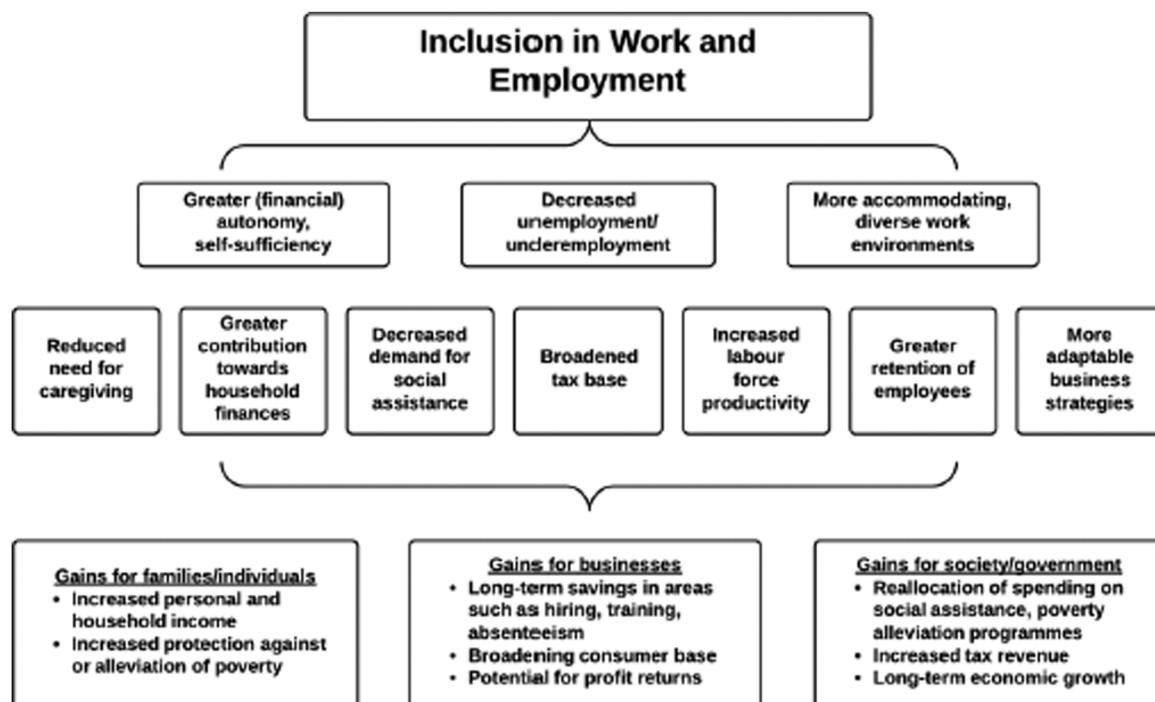 Inclusion in Work and
Employment
Greater (financial)
autonomy,
self-sufficiency
Decreased
unemployment/
underemployment
More accommodating,
diverse work
environments
Reduced
need for
caregiving
Greater
contribution
towards
household
finances
Decreased
demand for
social
assistance
Broadened
tax base
Increased
labour
force
productivity
Greater
retention of
employees
More
adaptable
business
strategies
Gains for families/individuals
• Increased personal and
household income
• Increased protection against
or alleviation of poverty
Gains for businesses
• Long-term savings in areas
such as hiring, training,
absenteeism
• Broadening consumer base
• Potential for profit returns
Gains for society/government
• Reallocation of spending on
social assistance, poverty
alleviation programmes
• Increased tax revenue
• Long-term economic growth